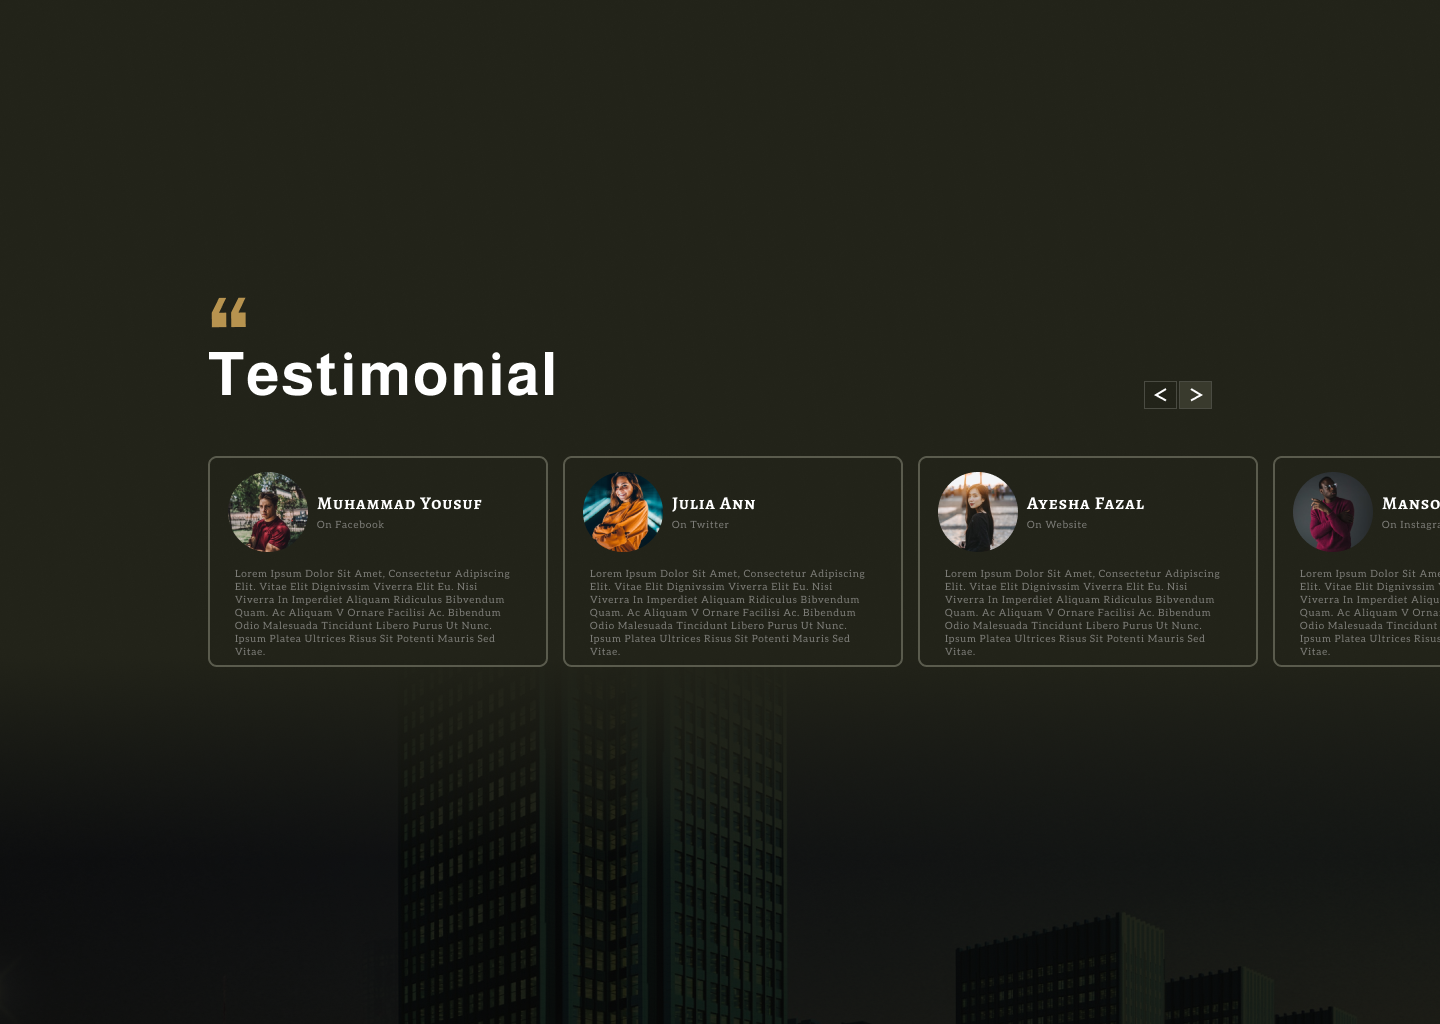 “
Testimonial
< >
Muhammad Yousuf
On Facebook
Lorem Ipsum Dolor Sit Amet, Consectetur Adipiscing
Elit. Vitae Elit Dignivssim Viverra Elit Eu. Nisi
Viverra In Imperdiet Aliquam Ridiculus Bibvendum
Quam. Ac Aliquam V Ornare Facilisi Ac. Bibendum
Odio Malesuada Tincidunt Libero Purus Ut Nunc.
Ipsum Platea Ultrices Risus Sit Potenti Mauris Sed
Vitae.
Julia Ann
On Twitter
Lorem Ipsum Dolor Sit Amet, Consectetur Adipiscing
Elit. Vitae Elit Dignivssim Viverra Elit Eu. Nisi
Viverra In Imperdiet Aliquam Ridiculus Bibvendum
Quam. Ac Aliquam V Ornare Facilisi Ac. Bibendum
Odio Malesuada Tincidunt Libero Purus Ut Nunc.
Ipsum Platea Ultrices Risus Sit Potenti Mauris Sed
Vitae.
Ayesha Fazal
On Website
Lorem Ipsum Dolor Sit Amet, Consectetur Adipiscing
Elit. Vitae Elit Dignivssim Viverra Elit Eu. Nisi
Viverra In Imperdiet Aliquam Ridiculus Bibvendum
Quam. Ac Aliquam V Ornare Facilisi Ac. Bibendum
Odio Malesuada Tincidunt Libero Purus Ut Nunc.
Ipsum Platea Ultrices Risus Sit Potenti Mauris Sed
Vitae.
Manso
On Instagra
Lorem Ipsum Dolor Sit Ame
Elit. Vitae Elit Dignivssim
Viverra In Imperdiet Aliqu
Quam. Ac Aliquam V Orna
Odio Malesuada Tincidunt
Ipsum Platea Ultrices Risus
Vitae.